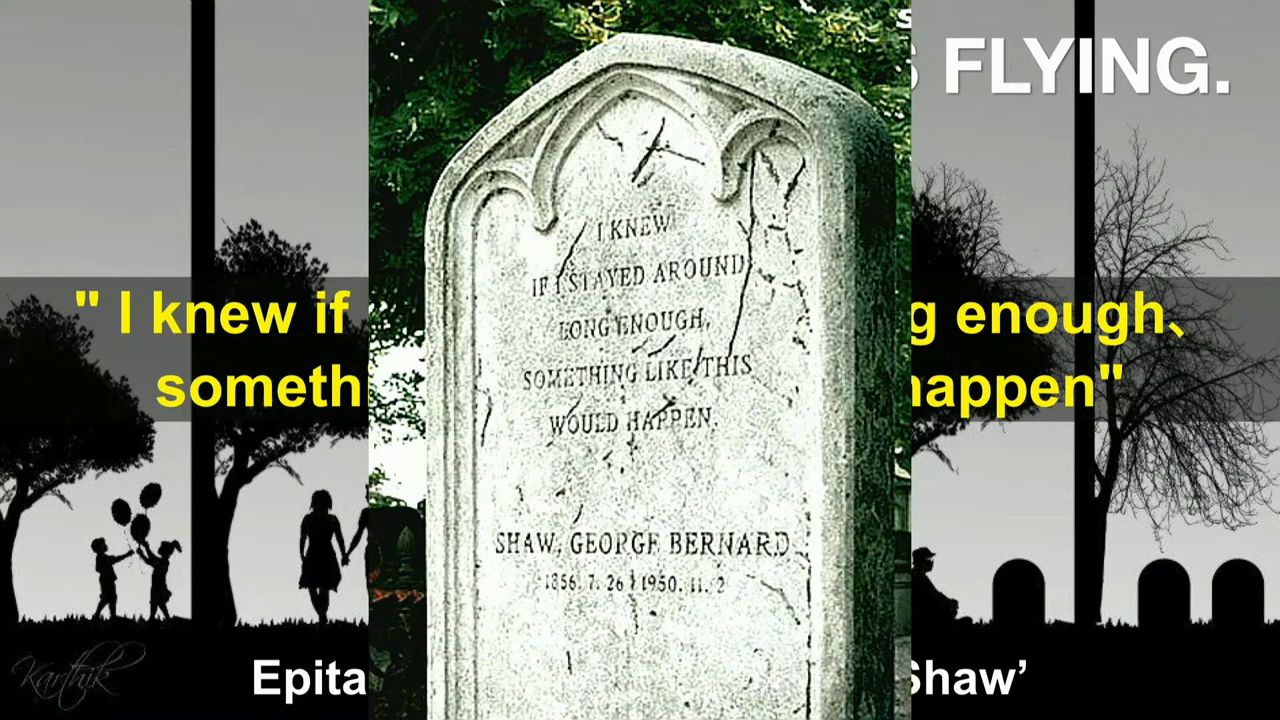 S FLYING.
I KNEW
IF I STAYED AROUND
LONG ENOUGH,
SOMETHING LIKE THIS
WOULD HAPPEN.
SHAW, GEORGE BERNARD
1856. 7. 26 1950. 11. 2
" I knew if g enough、
someth happen"
Epita Shaw’
Karthik